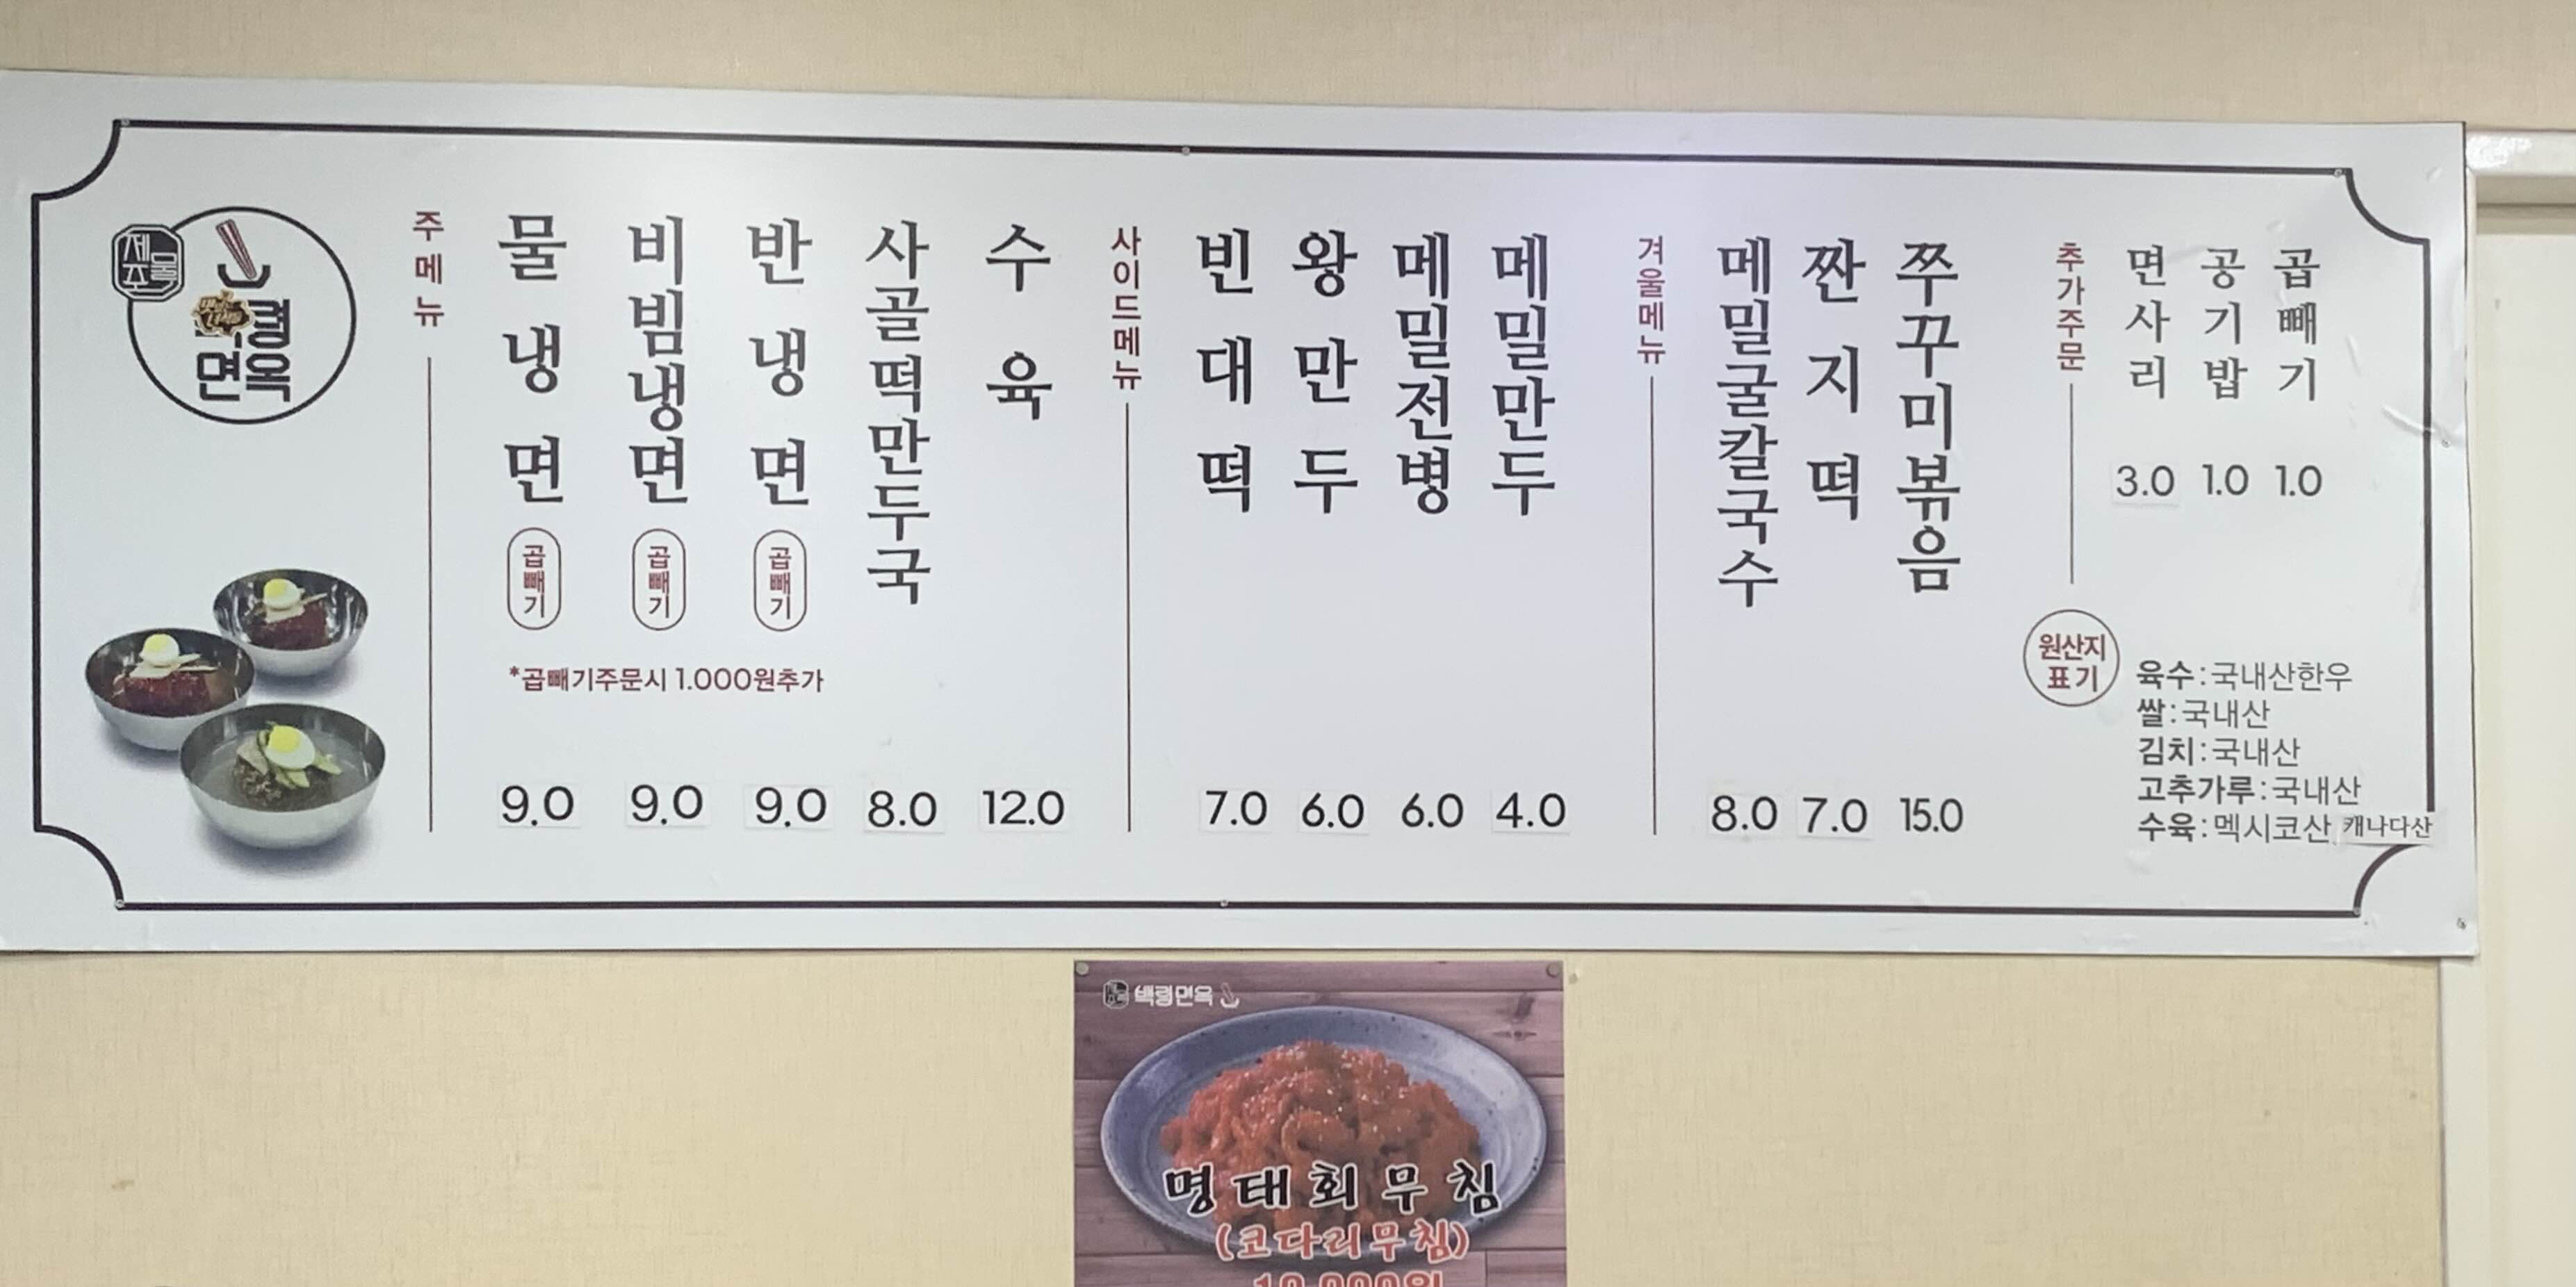 제물
포
령
면옥
주메뉴
물냉면 곱빼기 9.0
비빔냉면 곱빼기 9.0
반냉면 곱빼기 9.0
사골떡만두국 8.0
수육 12.0
*곱빼기주문시 1.000원추가
사이드메뉴
빈대떡 7.0
왕만두 6.0
메밀전병 6.0
메밀만두 4.0
겨울메뉴
메밀굴칼국수 8.0
짠지떡 7.0
쭈꾸미볶음 15.0
추가주문
면사리 3.0
공기밥 1.0
곱빼기 1.0
원산지
표기
육수:국내산한우
쌀:국내산
김치:국내산
고추가루:국내산
수육:멕시코산 캐나다산
백령면옥
명태회무침
(코다리무침)